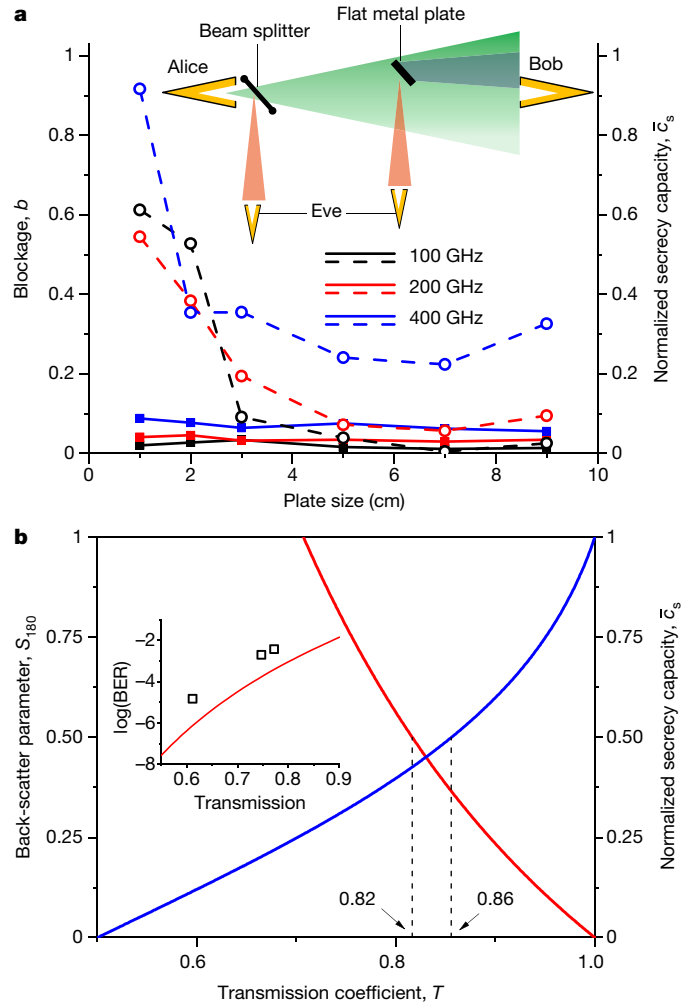 a
Flat metal plate
Beam splitter
Alice
Bob
Eve
100 GHz
200 GHz
400 GHz
1
0.8
0.6
0.4
0.2
0
Blockage, b
1
0.8
0.6
0.4
0.2
0
Normalized secrecy capacity, c̅s
0 2 4 6 8 10
Plate size (cm)
b
1
0.75
0.50
0.25
0
Back-scatter parameter, S180
1
0.75
0.50
0.25
0
Normalized secrecy capacity, c̅s
−2
−4
−6
−8
log(BER)
0.6 0.7 0.8 0.9
Transmission
0.82 0.86
0.6 0.8 1.0
Transmission coefficient, T